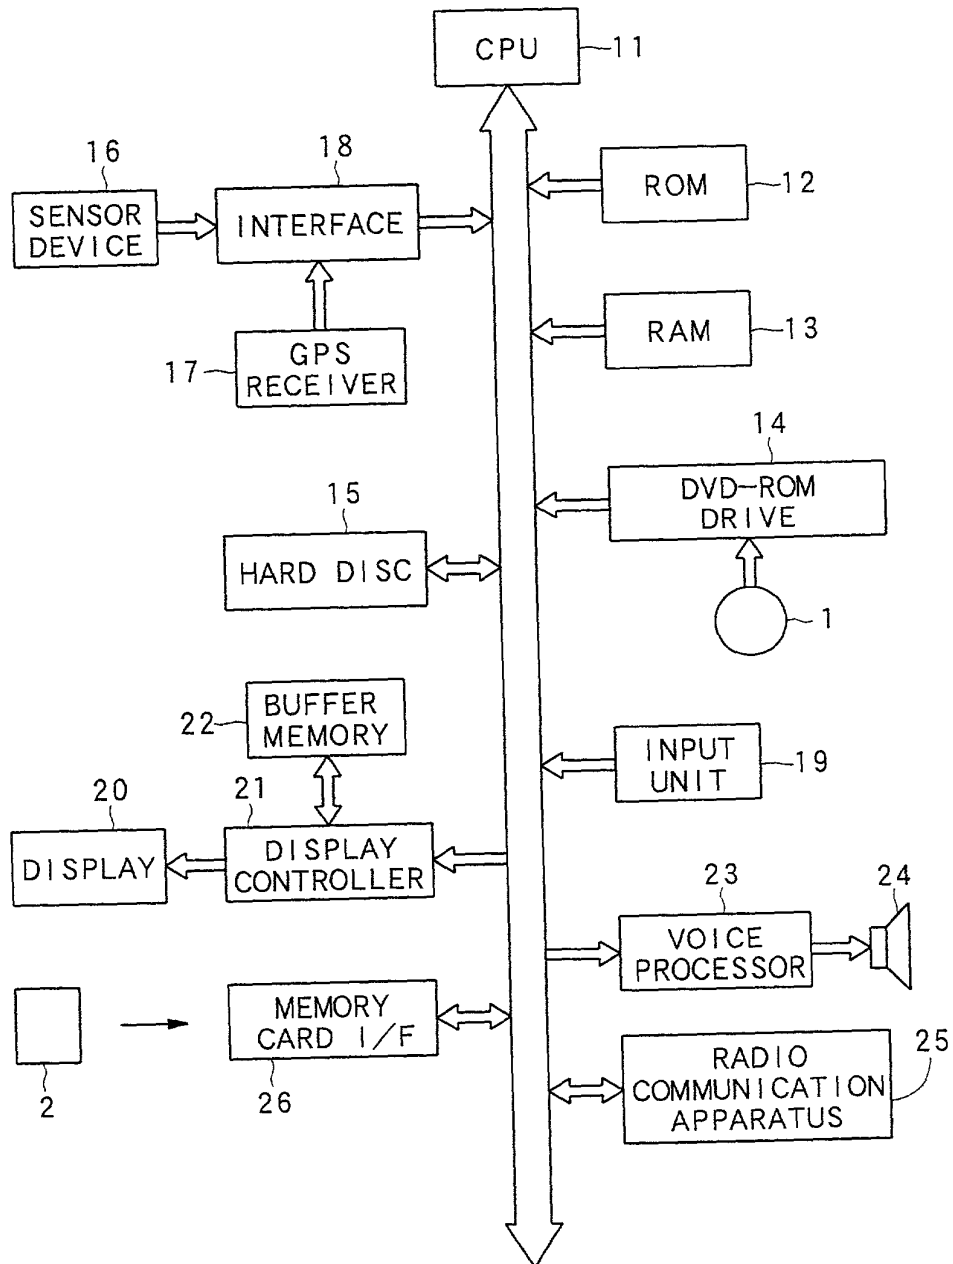 CPU
11
16
18
SENSOR
DEVICE
INTERFACE
ROM
12
17
GPS
RECEIVER
RAM
13
14
DVD-ROM
DRIVE
15
HARD DISC
1
22
BUFFER
MEMORY
INPUT
UNIT
19
20
21
DISPLAY
DISPLAY
CONTROLLER
23
24
VOICE
PROCESSOR
2
MEMORY
CARD I/F
26
RADIO
COMMUNICATION
APPARATUS
25